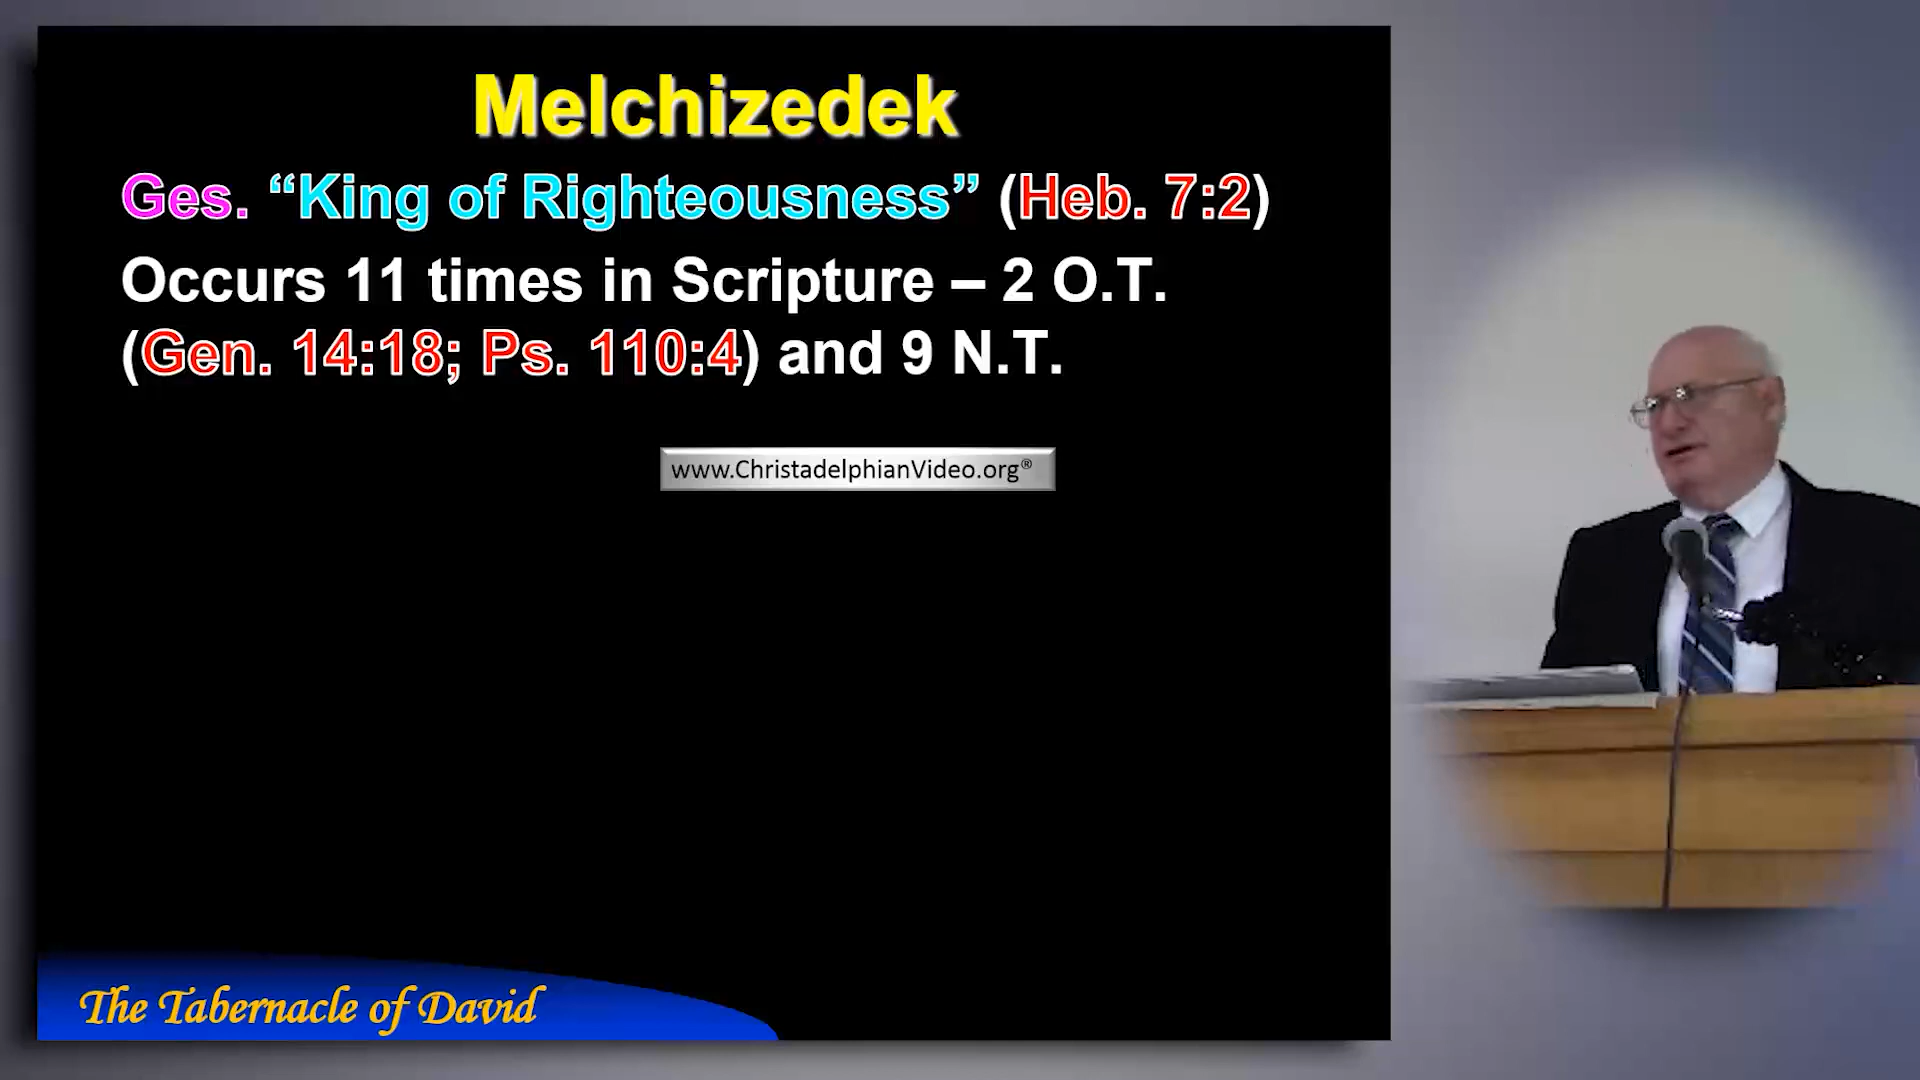 Melchizedek
Ges. “King of Righteousness” (Heb. 7:2)
Occurs 11 times in Scripture – 2 O.T.
(Gen. 14:18; Ps. 110:4) and 9 N.T.
www.ChristadelphianVideo.org®
The Tabernacle of David